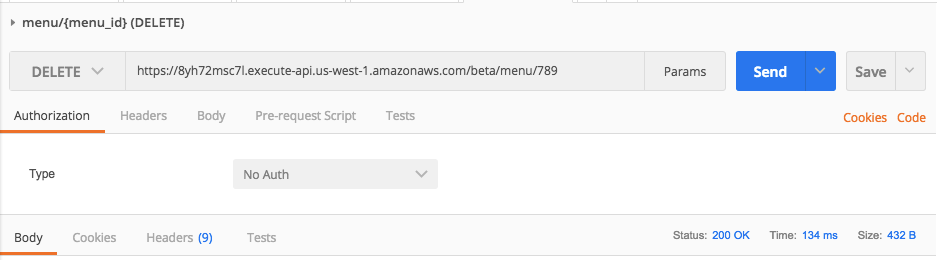 menu/{menu_id} (DELETE)
DELETE https://8yh72msc7l.execute-api.us-west-1.amazonaws.com/beta/menu/789 Params Send Save
Authorization Headers Body Pre-request Script Tests Cookies Code
Type No Auth
Body Cookies Headers (9) Tests Status: 200 OK Time: 134 ms Size: 432 B